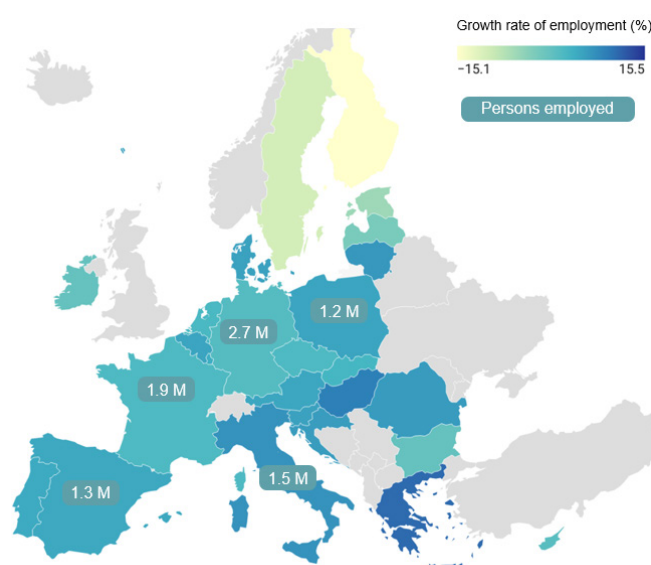 Growth rate of employment (%)
−15.1 15.5
Persons employed
1.2 M
2.7 M
1.9 M
1.5 M
1.3 M